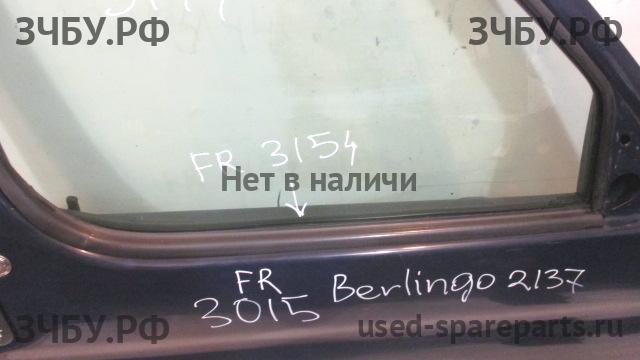 ЗЧБУ.РФ
ЗЧБУ.РФ
FR 3154
Нет в наличи
FR
3015 Berlingo 2137
ЗЧБУ.РФ
used-spareparts.ru